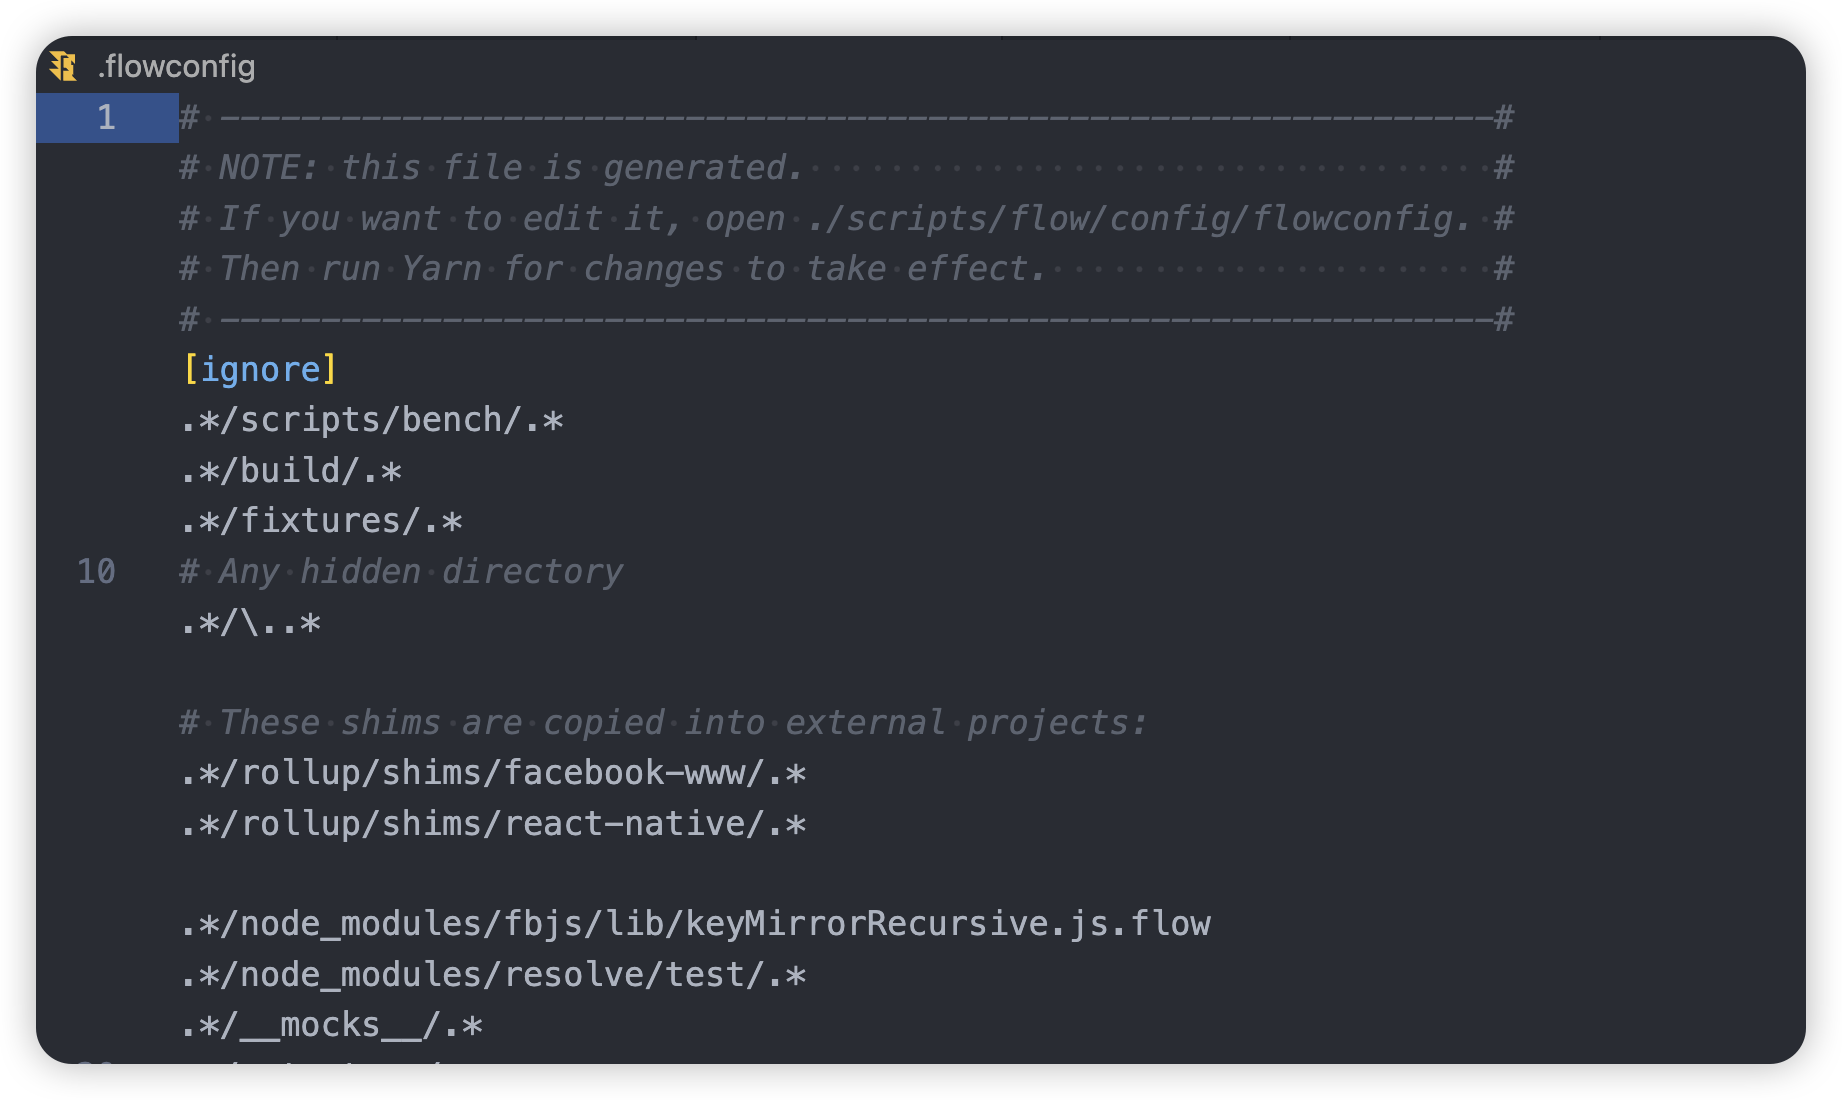 .flowconfig
1 # ---------------------------------------------------------------#
# NOTE: this file is generated.                                  #
# If you want to edit it, open ./scripts/flow/config/flowconfig. #
# Then run Yarn for changes to take effect.                      #
# ---------------------------------------------------------------#
[ignore]
.*/scripts/bench/.*
.*/build/.*
.*/fixtures/.*
10 # Any hidden directory
.*/\..*
# These shims are copied into external projects:
.*/rollup/shims/facebook-www/.*
.*/rollup/shims/react-native/.*
.*/node_modules/fbjs/lib/keyMirrorRecursive.js.flow
.*/node_modules/resolve/test/.*
.*/__mocks__/.*